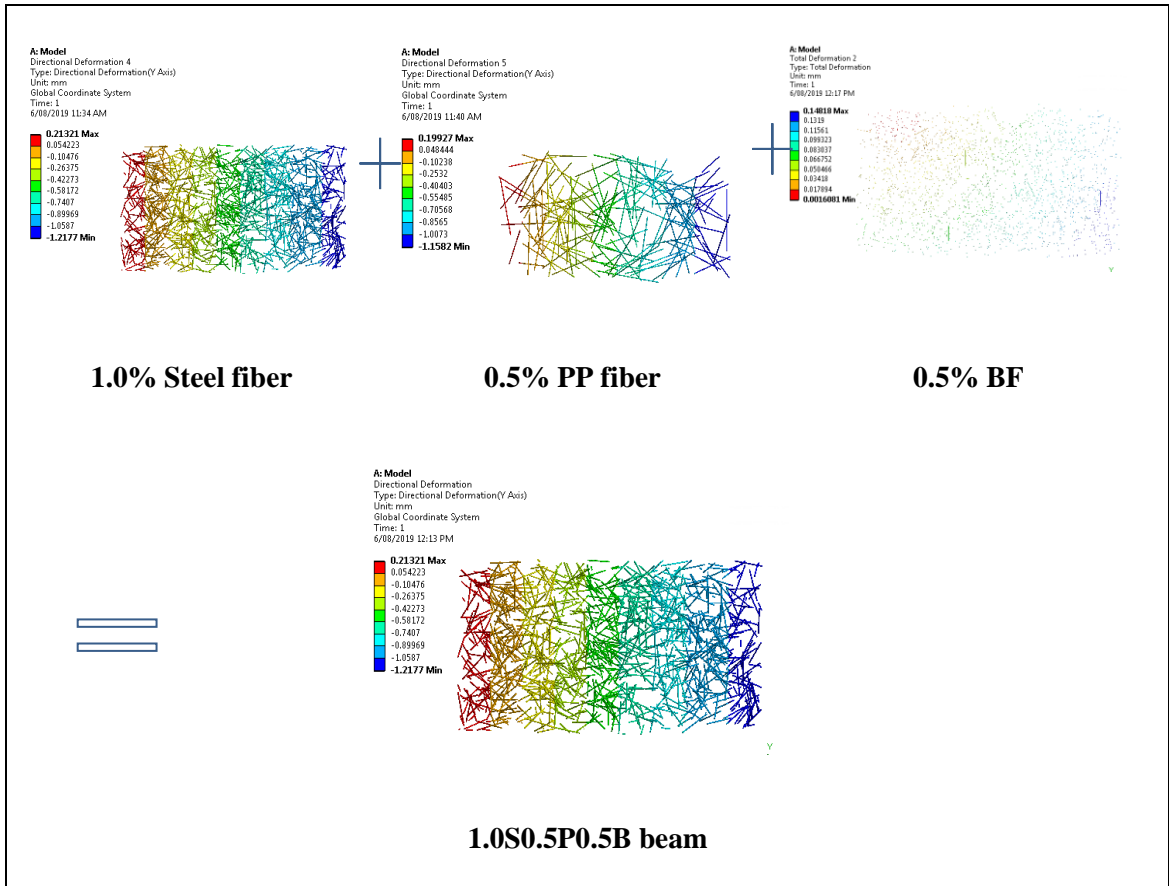 A: Model
Directional Deformation 4
Type: Directional Deformation(Y Axis)
Unit: mm
Global Coordinate System
Time: 1
6/08/2019 11:34 AM
0.21321 Max
0.054223
-0.10476
-0.26375
-0.42273
-0.58172
-0.7407
-0.89969
-1.0587
-1.2177 Min
1.0% Steel fiber
A: Model
Directional Deformation 5
Type: Directional Deformation(Y Axis)
Unit: mm
Global Coordinate System
Time: 1
6/08/2019 11:40 AM
0.19927 Max
0.048444
-0.10238
-0.2532
-0.40403
-0.55485
-0.70568
-0.8565
-1.0073
-1.1582 Min
0.5% PP fiber
A: Model
Total Deformation 2
Type: Total Deformation
Unit: mm
Time: 1
6/08/2019 12:17 PM
0.14818 Max
0.1319
0.11561
0.099323
0.083037
0.066752
0.050466
0.03418
0.017894
0.0016081 Min
Y
0.5% BF
A: Model
Directional Deformation
Type: Directional Deformation(Y Axis)
Unit: mm
Global Coordinate System
Time: 1
6/08/2019 12:13 PM
0.21321 Max
0.054223
-0.10476
-0.26375
-0.42273
-0.58172
-0.7407
-0.89969
-1.0587
-1.2177 Min
Y
1.0S0.5P0.5B beam